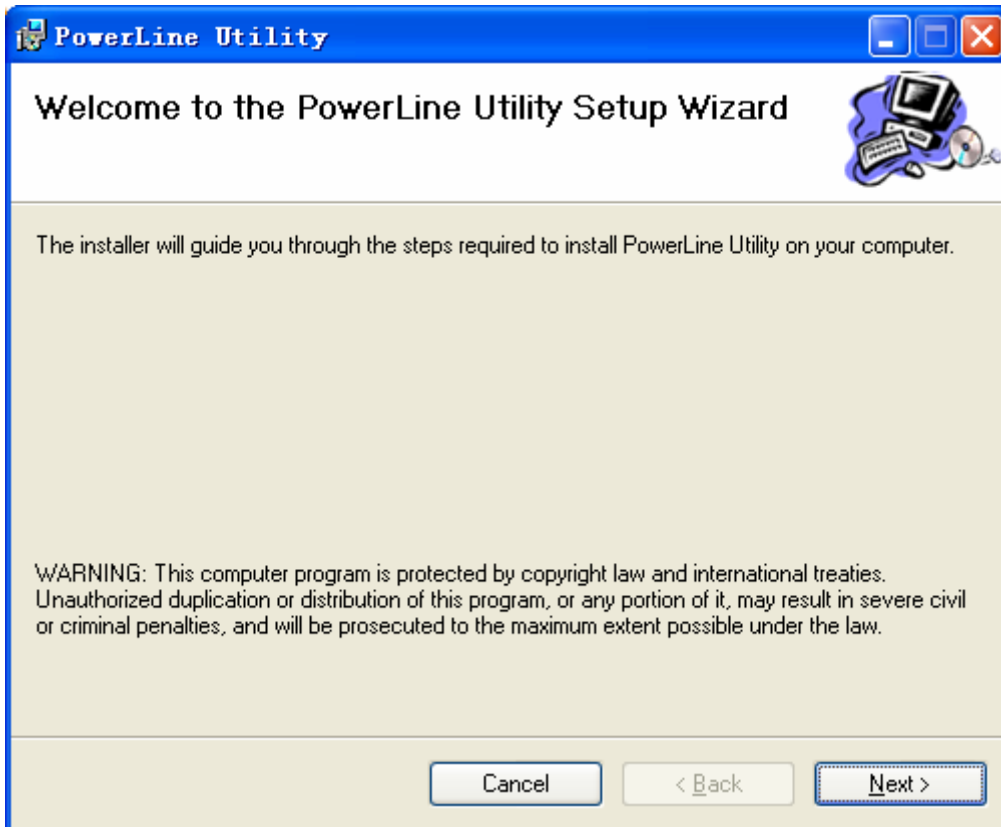 PowerLine Utility
Welcome to the PowerLine Utility Setup Wizard
The installer will guide you through the steps required to install PowerLine Utility on your computer.
WARNING: This computer program is protected by copyright law and international treaties.
Unauthorized duplication or distribution of this program, or any portion of it, may result in severe civil
or criminal penalties, and will be prosecuted to the maximum extent possible under the law.
Cancel < Back Next >